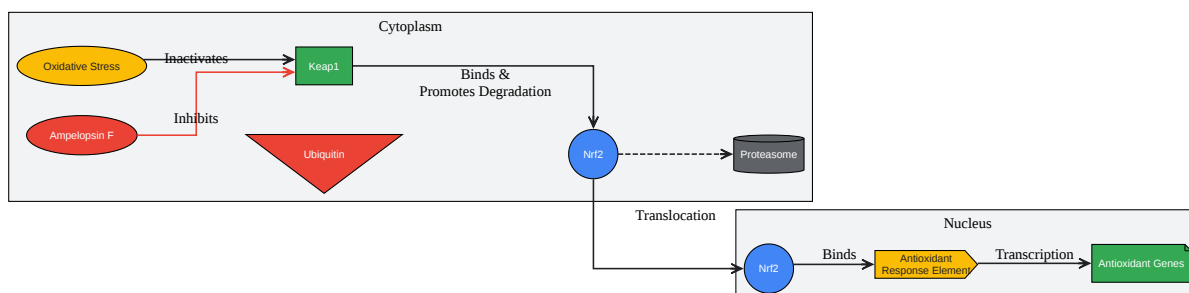 Cytoplasm
Oxidative Stress
Inactivates
Keap1
Binds &
Promotes Degradation
Ampelopsin F
Inhibits
Ubiquitin
Nrf2
Proteasome
Translocation
Nucleus
Nrf2
Binds
Antioxidant
Response Element
Transcription
Antioxidant Genes